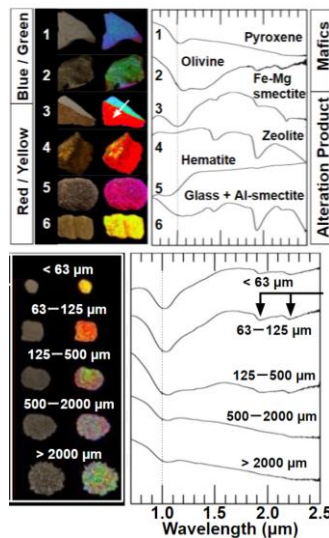 Blue / Green
Red / Yellow
1
2
3
4
5
6
1
2
3
4
5
6
Pyroxene
Olivine
Fe-Mg
smectite
Zeolite
Hematite
Glass + Al-smectite
Mafics
Alteration Product
< 63 µm
63－125 µm
125－500 µm
500－2000 µm
> 2000 µm
< 63 µm
63－125 µm
125－500 µm
500－2000 µm
> 2000 µm
1.0 1.5 2.0 2.5
Wavelength (µm)